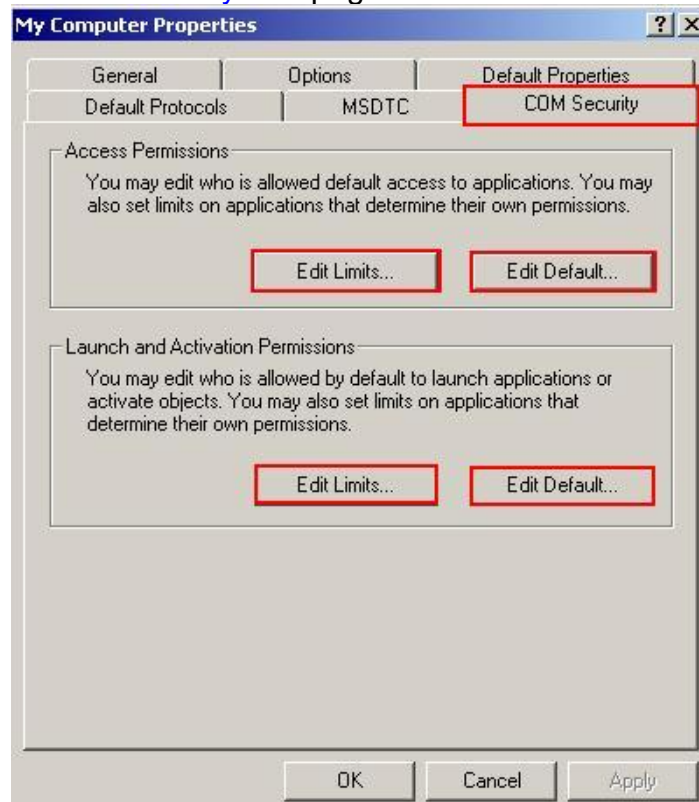 My Computer Properties ? X
General Options Default Properties
Default Protocols MSDTC COM Security
Access Permissions
You may edit who is allowed default access to applications. You may
also set limits on applications that determine their own permissions.
Edit Limits... Edit Default...
Launch and Activation Permissions
You may edit who is allowed by default to launch applications or
activate objects. You may also set limits on applications that
determine their own permissions.
Edit Limits... Edit Default...
OK Cancel Apply